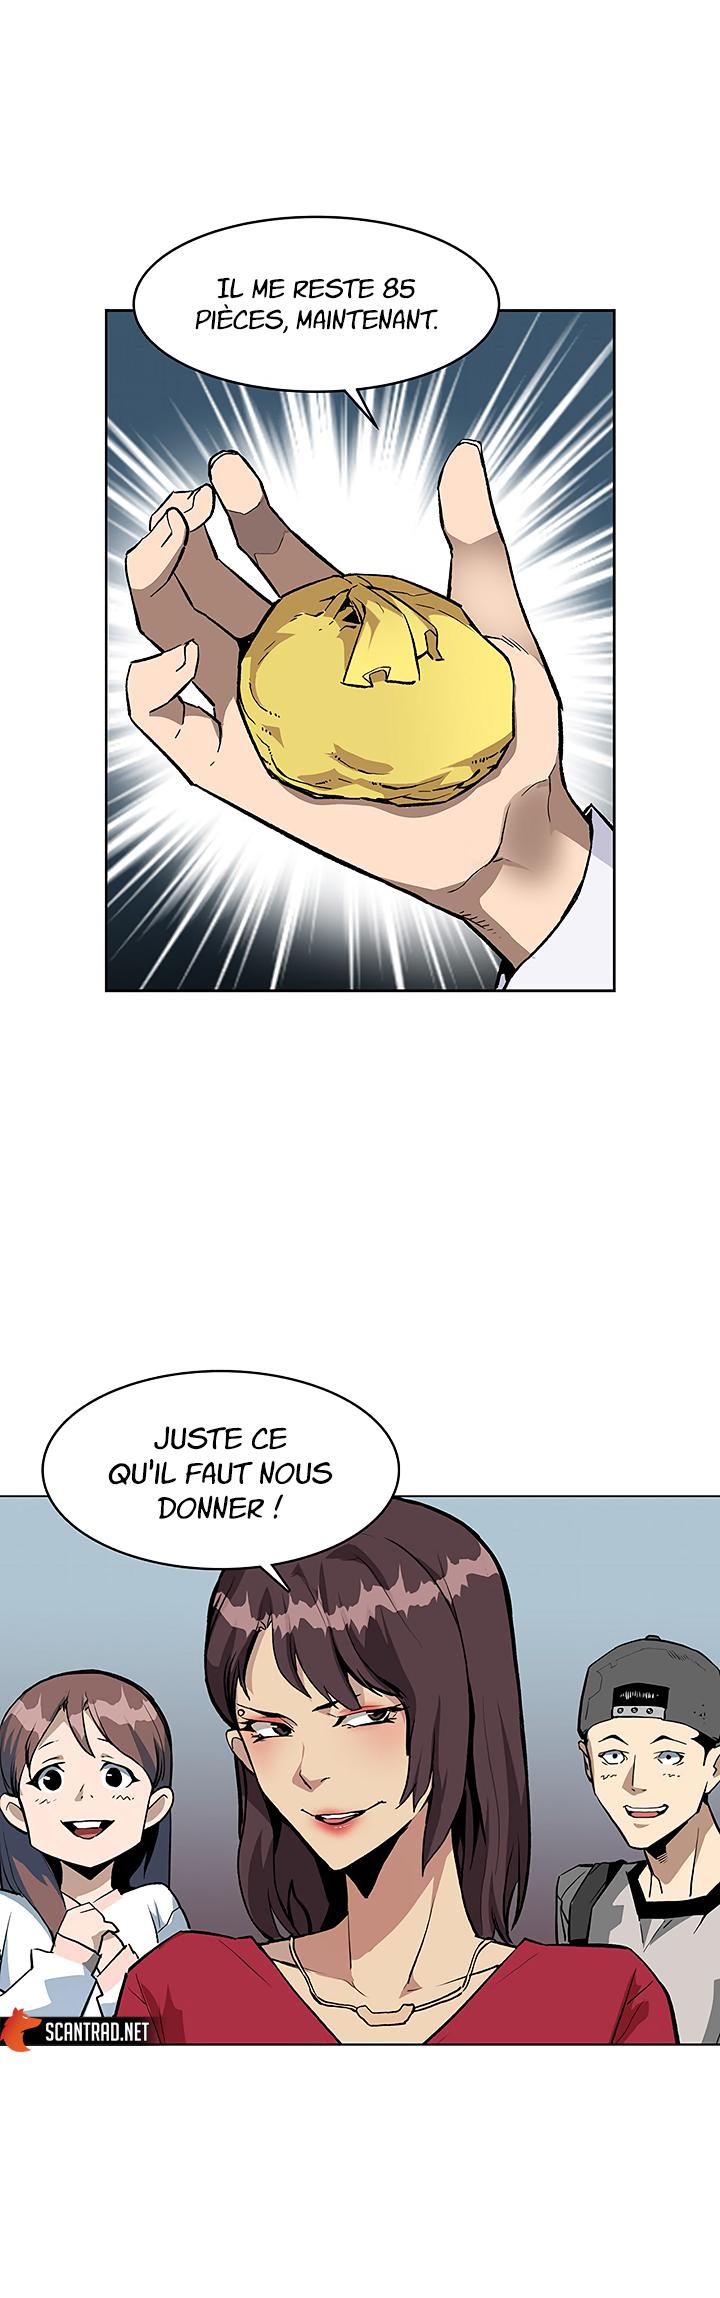 IL ME RESTE 85
PIÈCES, MAINTENANT.
JUSTE CE
QU'IL FAUT NOUS
DONNER !
SCANTRAD.NET